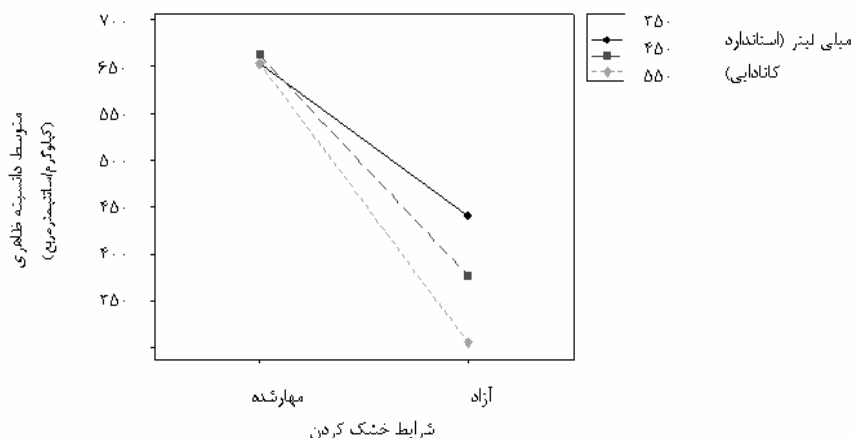 ۷۰۰
۶۵۰
۵۵۰
۵۰۰
۴۵۰
۴۰۰
۳۵۰
متوسط دانسیته ظاهری
(کیلوگرم/سانتیمتر مربع)
مهارشده
آزاد
شرایط خشک کردن
۳۵۰
۴۵۰
۵۵۰
میلی لیتر (استاندارد
کانادایی)